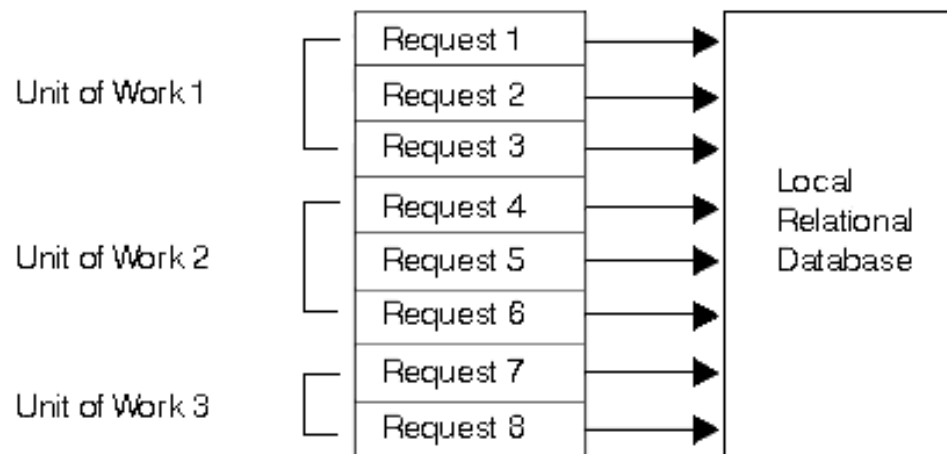 Unit of Work 1
Request 1
Request 2
Request 3
Unit of Work 2
Request 4
Request 5
Request 6
Unit of Work 3
Request 7
Request 8
Local
Relational
Database